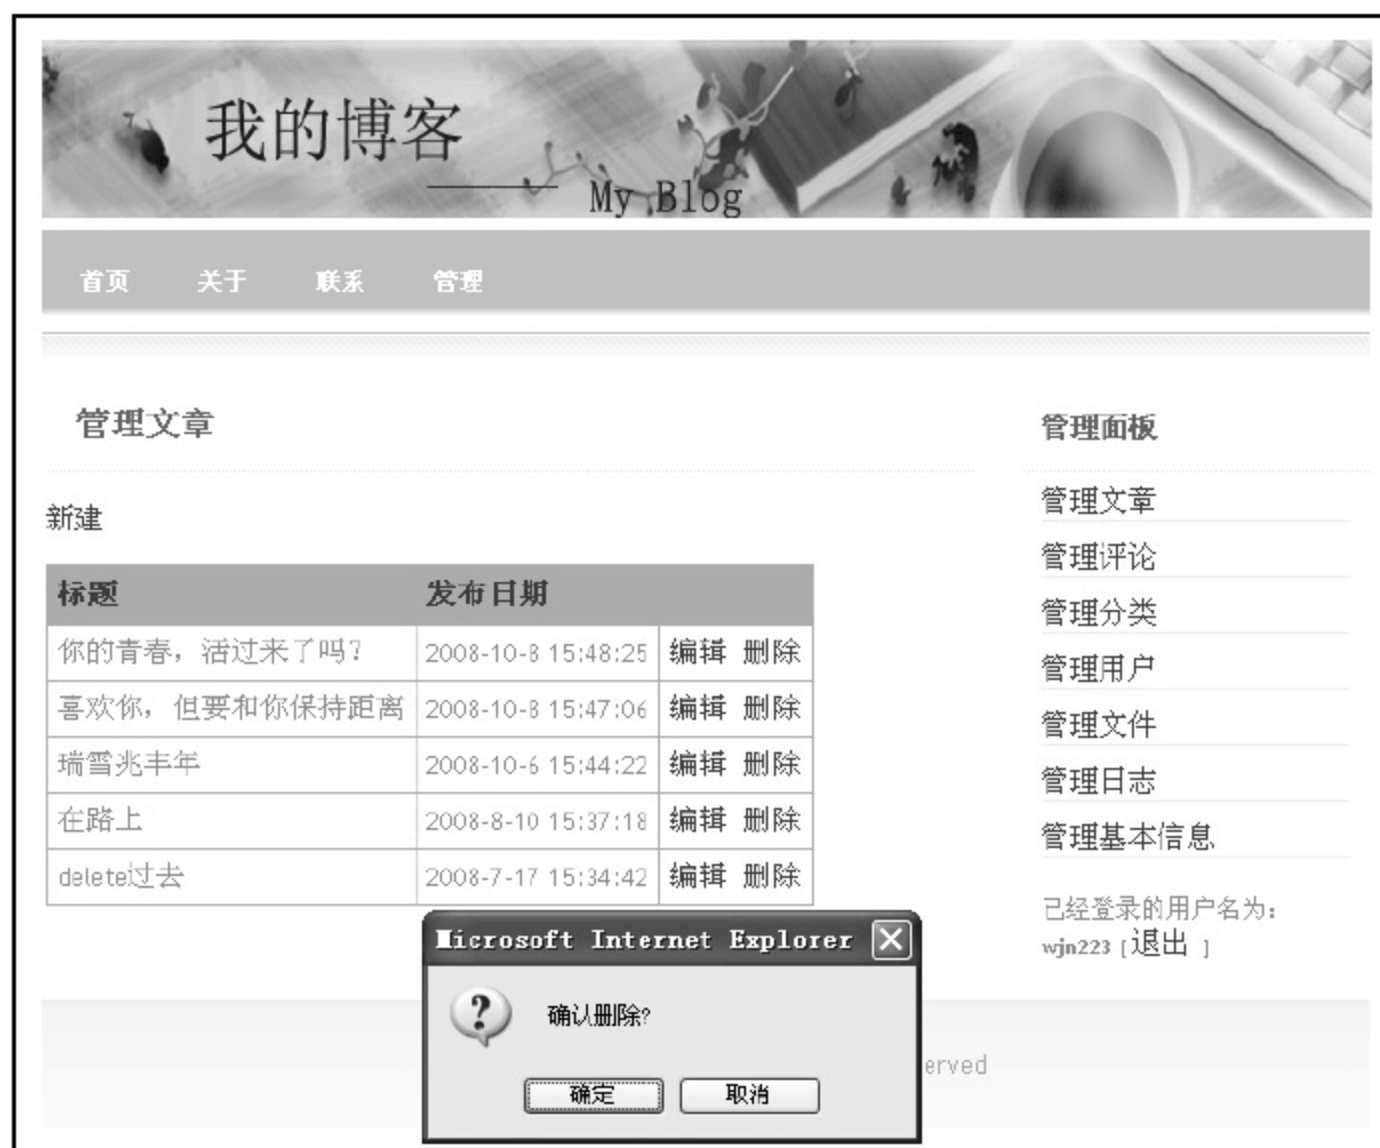 我的博客
My Blog
首页 关于 联系 管理
管理文章
新建
标题 发布日期
你的青春，活过来了吗？ 2008-10-8 15:48:25 编辑 删除
喜欢你，但要和你保持距离 2008-10-8 15:47:06 编辑 删除
瑞雪兆丰年 2008-10-6 15:44:22 编辑 删除
在路上 2008-8-10 15:37:18 编辑 删除
delete过去 2008-7-17 15:34:42 编辑 删除
管理面板
管理文章
管理评论
管理分类
管理用户
管理文件
管理日志
管理基本信息
已经登录的用户名为：
wjn223 [退出 ]
Microsoft Internet Explorer
确认删除?
确定 取消
erved